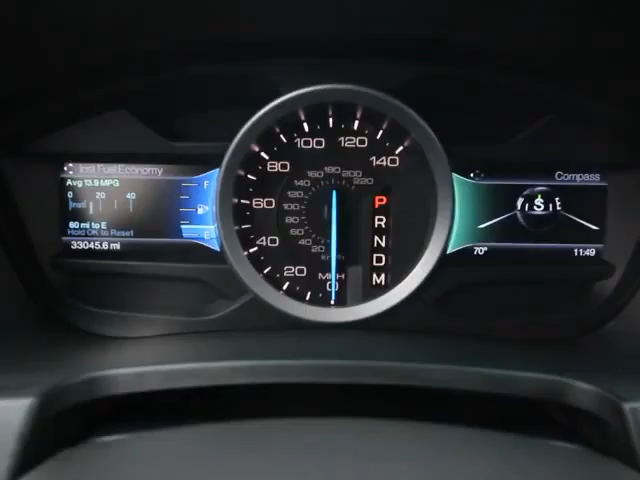 Inst Fuel Economy
Avg 13.9 MPG
0 20 40
Inst
60 mi to E
Hold OK to Reset
33045.6 mi
F
E
0 20 40 60 80 100 120 140
MPH
20 40 60 80 100 120 140 160 180 200 220
km/h
P
R
N
D
M
Compass
S E
70°
11:49